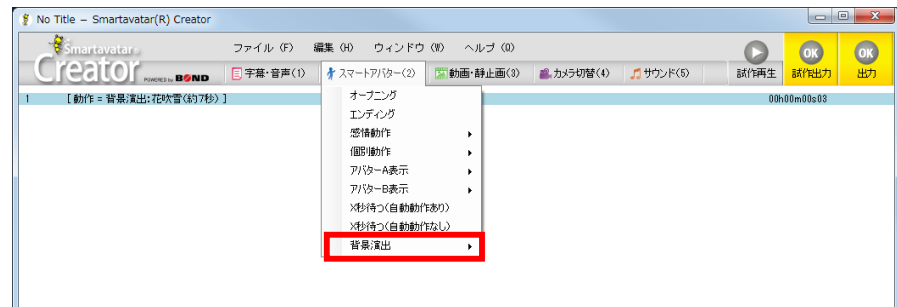 No Title – Smartavatar(R) Creator
Smartavatar®
Creator POWERED by BOND
ファイル (F) 編集 (H) ウィンドウ (W) ヘルプ (Q)
字幕・音声(1) スマートアバター(2) 動画・静止画(3) カメラ切替(4) サウンド(5)
OK OK
試作再生 試作出力 出力
1 [ 動作 = 背景演出:花吹雪(約7秒) ] 00h00m00s03
オープニング
エンディング
感情動作
個別動作
アバターA表示
アバターB表示
X秒待つ(自動動作あり)
X秒待つ(自動動作なし)
背景演出